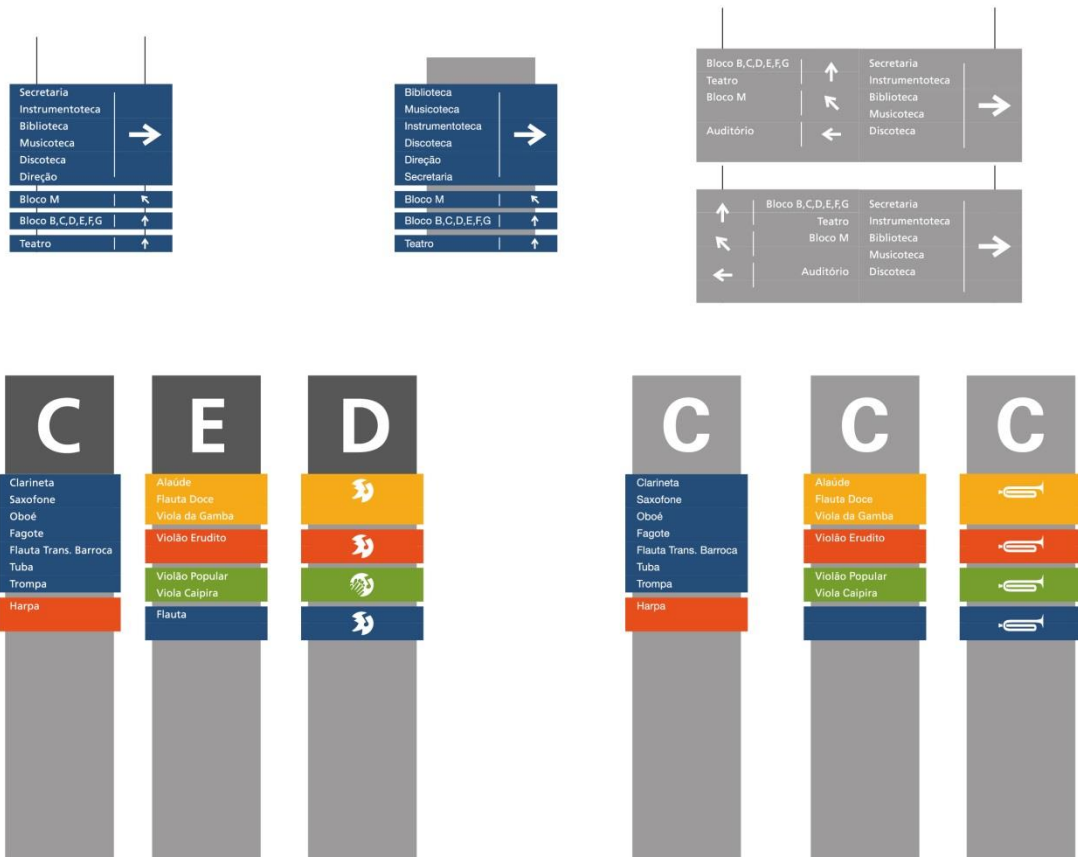 Secretaria
Instrumentoteca
Biblioteca
Musicoteca
Discoteca
Direção
Bloco M
Bloco B,C,D,E,F,G
Teatro
Biblioteca
Musicoteca
Instrumentoteca
Discoteca
Direção
Secretaria
Bloco M
Bloco B,C,D,E,F,G
Teatro
Bloco B,C,D,E,F,G
Teatro
Bloco M
Auditório
Secretaria
Instrumentoteca
Biblioteca
Musicoteca
Discoteca
Bloco B,C,D,E,F,G
Teatro
Bloco M
Auditório
Secretaria
Instrumentoteca
Biblioteca
Musicoteca
Discoteca
C
Clarineta
Saxofone
Oboé
Fagote
Flauta Trans. Barroca
Tuba
Trompa
Harpa
E
Alaúde
Flauta Doce
Viola da Gamba
Violão Erudito
Violão Popular
Viola Caipira
Flauta
D
C
Clarineta
Saxofone
Oboé
Fagote
Flauta Trans. Barroca
Tuba
Trompa
Harpa
C
Alaúde
Flauta Doce
Viola da Gamba
Violão Erudito
Violão Popular
Viola Caipira
C